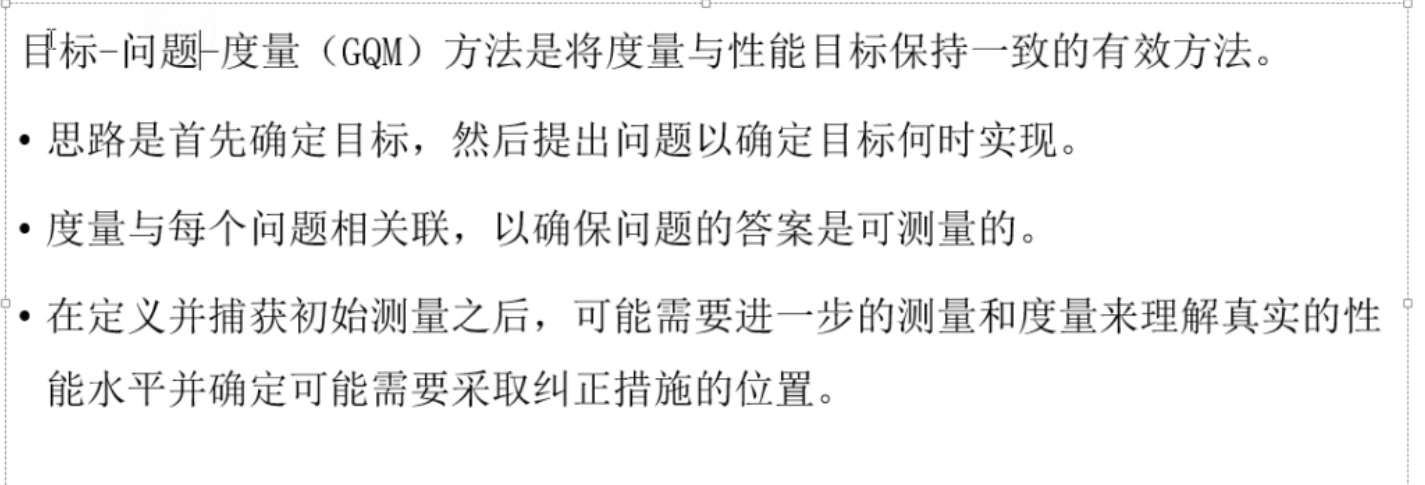 目标-问题-度量（GQM）方法是将度量与性能目标保持一致的有效方法。
• 思路是首先确定目标，然后提出问题以确定目标何时实现。
• 度量与每个问题相关联，以确保问题的答案是可测量的。
• 在定义并捕获初始测量之后，可能需要进一步的测量和度量来理解真实的性
能水平并确定可能需要采取纠正措施的位置。